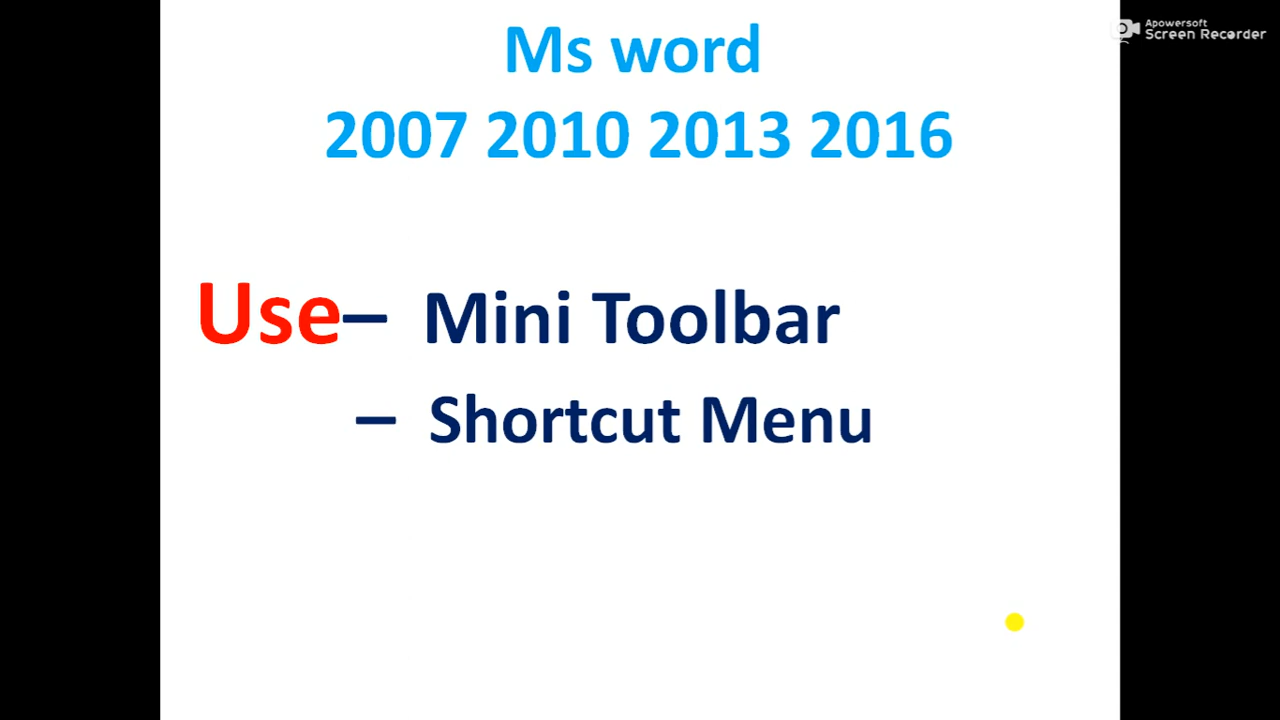 Ms word
2007 2010 2013 2016
Use– Mini Toolbar
– Shortcut Menu
Apowersoft
Screen Recorder